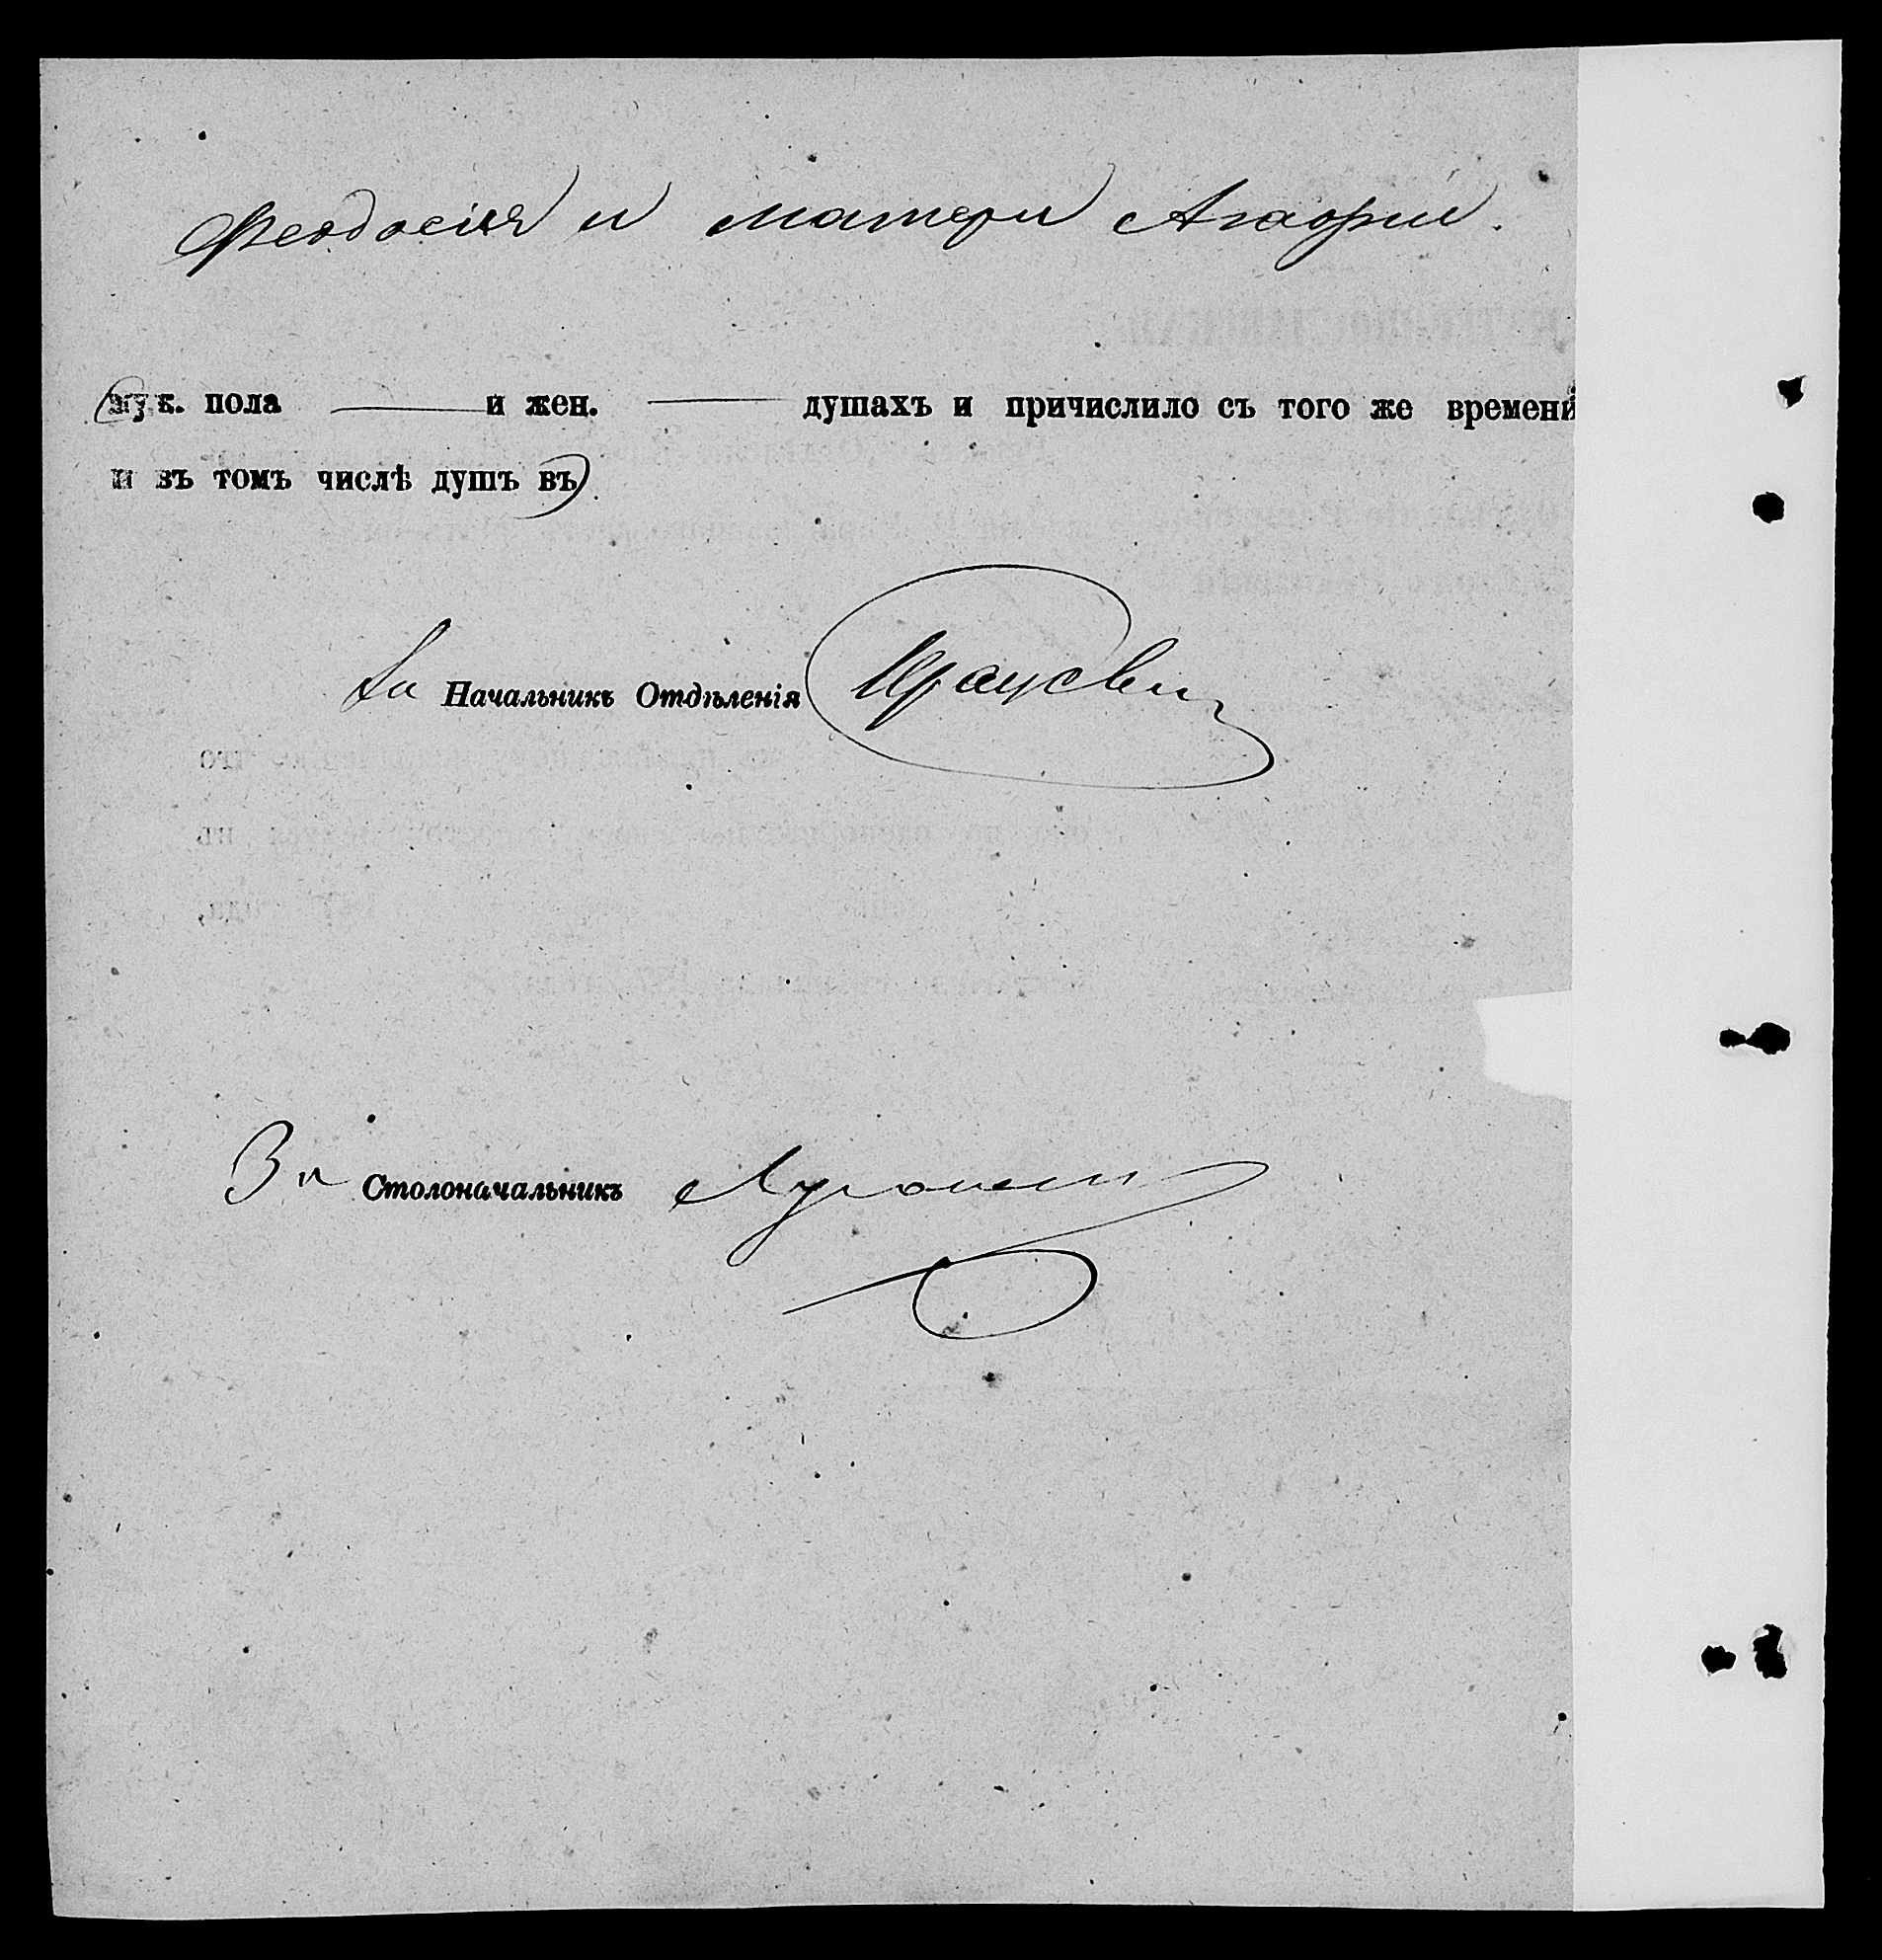 Феодосія и матери Агафьи.
муж. пола и жен. душахъ и причислило съ того же времени
и въ томъ числѣ душъ въ
За Начальникъ Отдѣленія
За Столоначальникъ